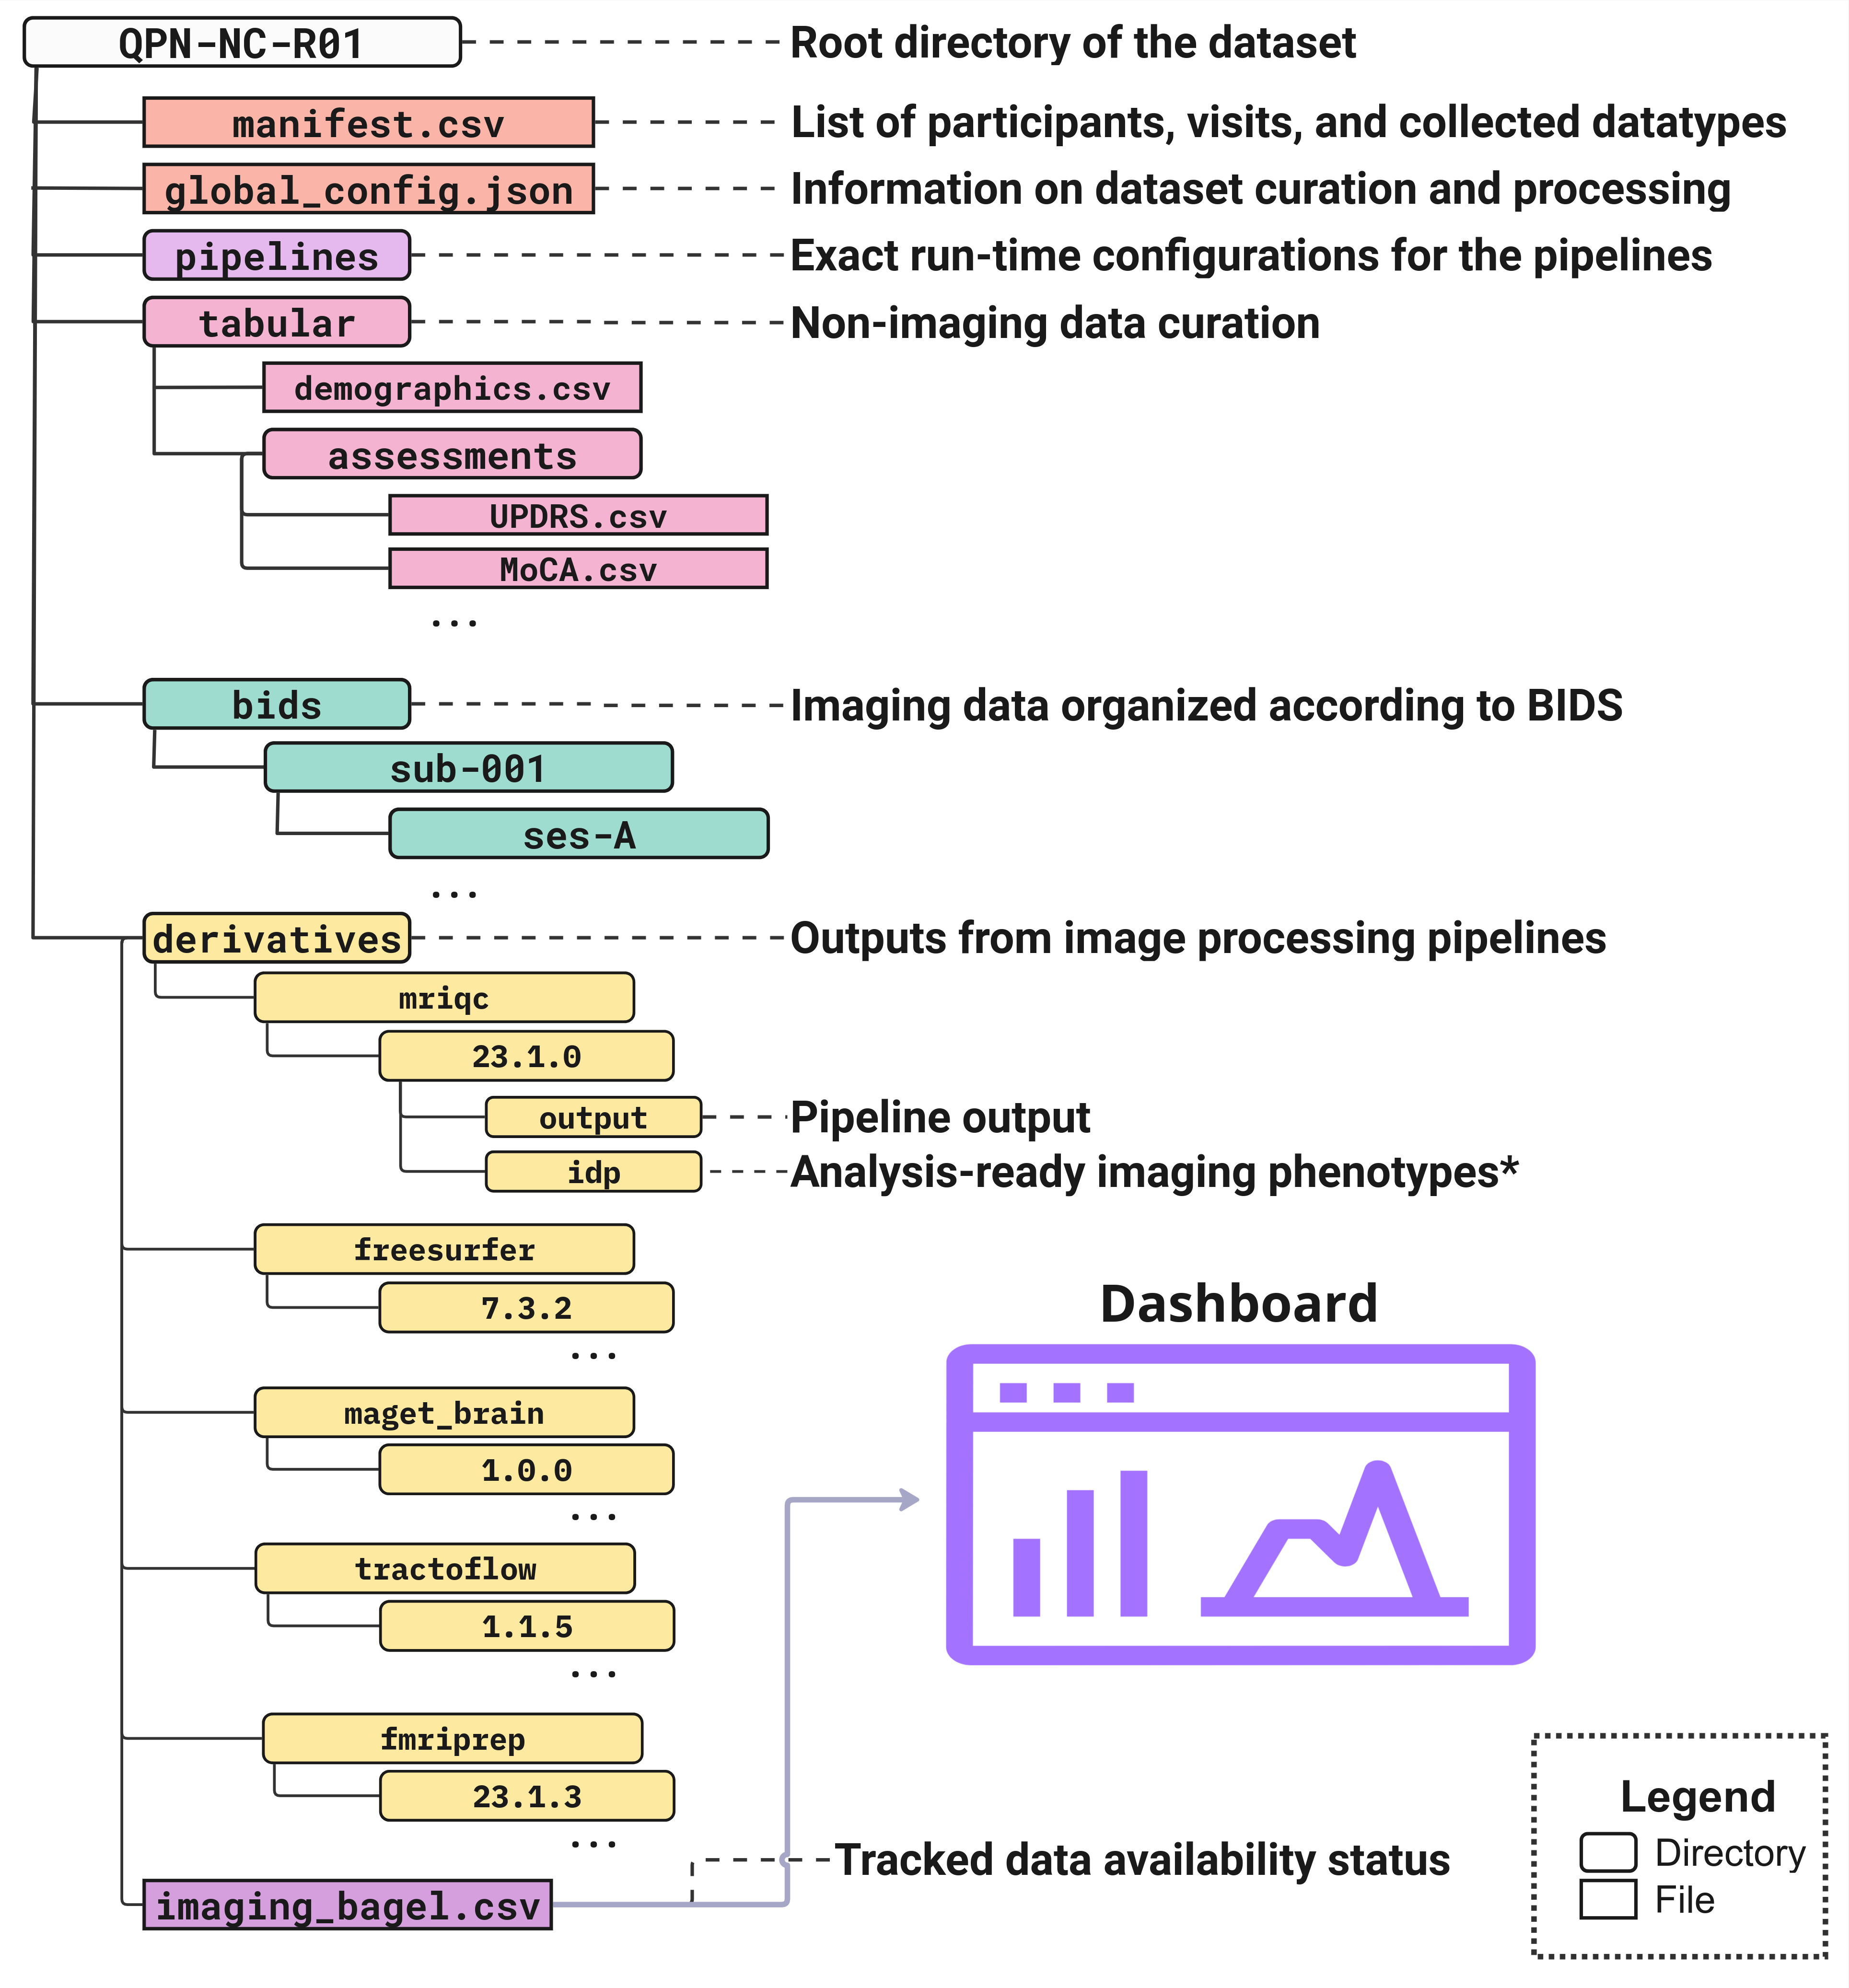 QPN-NC-R01 Root directory of the dataset
manifest.csv List of participants, visits, and collected datatypes
global_config.json Information on dataset curation and processing
pipelines Exact run-time configurations for the pipelines
tabular Non-imaging data curation
demographics.csv
assessments
UPDRS.csv
MoCA.csv
...
bids Imaging data organized according to BIDS
sub-001
ses-A
...
derivatives Outputs from image processing pipelines
mriqc
23.1.0
output Pipeline output
idp Analysis-ready imaging phenotypes*
freesurfer
7.3.2
...
maget_brain
1.0.0
...
tractoflow
1.1.5
...
fmriprep
23.1.3
...
imaging_bagel.csv Tracked data availability status
Dashboard
Legend
Directory
File